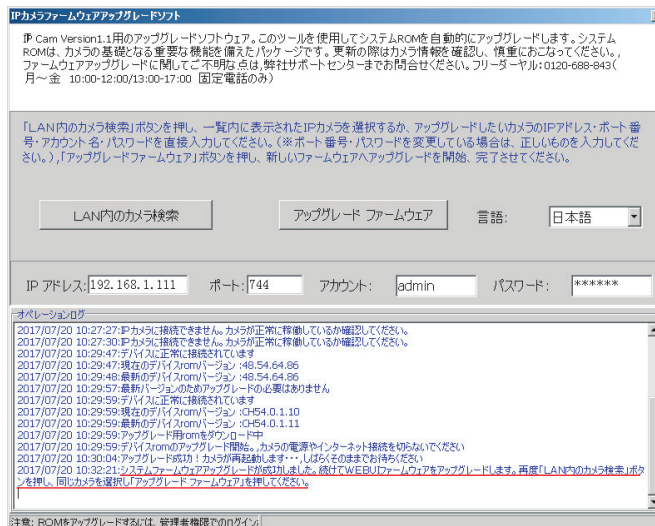 IPカメラファームウェアアップグレードソフト
IP Cam Version1.1用のアップグレードソフトウェア。このツールを使用してシステムROMを自動的にアップグレードします。システム
ROMは、カメラの基礎となる重要な機能を備えたパッケージです。更新の際はカメラ情報を確認し、慎重におこなってください。,
ファームウェアアップグレードに関してご不明な点は,弊社サポートセンターまでお問合せください。フリーダーヤル:0120-688-843(
月～金 10:00-12:00/13:00-17:00 固定電話のみ)
「LAN内のカメラ検索」ボタンを押し、一覧内に表示されたIPカメラを選択するか、アップグレードしたいカメラのIPアドレス・ポート番
号・アカウント名・パスワードを直接入力してください。(※ポート番号・パスワードを変更している場合は、正しいものを入力してくだ
さい。),「アップグレードファームウェア」ボタンを押し、新しいファームウェアへアップグレードを開始、完了させてください。
LAN内のカメラ検索 アップグレード ファームウェア 言語: 日本語
IP アドレス: 192.168.1.111 ポート: 744 アカウント: admin パスワード: ******
オペレーションログ
2017/07/20 10:27:27:IPカメラに接続できません。カメラが正常に稼働しているか確認してください。
2017/07/20 10:27:30:IPカメラに接続できません。カメラが正常に稼働しているか確認してください。
2017/07/20 10:29:47:デバイスに正常に接続されています
2017/07/20 10:29:47:現在のデバイスromバージョン :48.54.64.86
2017/07/20 10:29:48:最新のデバイスromバージョン :48.54.64.86
2017/07/20 10:29:57:最新バージョンのためアップグレードの必要はありません
2017/07/20 10:29:59:デバイスに正常に接続されています
2017/07/20 10:29:59:現在のデバイスromバージョン :CH54.0.1.10
2017/07/20 10:29:59:最新のデバイスromバージョン :CH54.0.1.11
2017/07/20 10:29:59:アップグレード用romをダウンロード中
2017/07/20 10:29:59:デバイスromのアップグレード開始。,カメラの電源やインターネット接続を切らないでください
2017/07/20 10:30:04:アップグレード成功！カメラが再起動します・・・,しばらくそのままでお待ちください
2017/07/20 10:32:21:システムファームウェアアップグレードが成功しました。続けてWEBUIファームウェアをアップグレードします。再度「LAN内のカメラ検索」ボタ
ンを押し、同じカメラを選択し「アップグレード ファームウェア」を押してください。
注意: ROMをアップグレードするには、管理者権限でのログイン